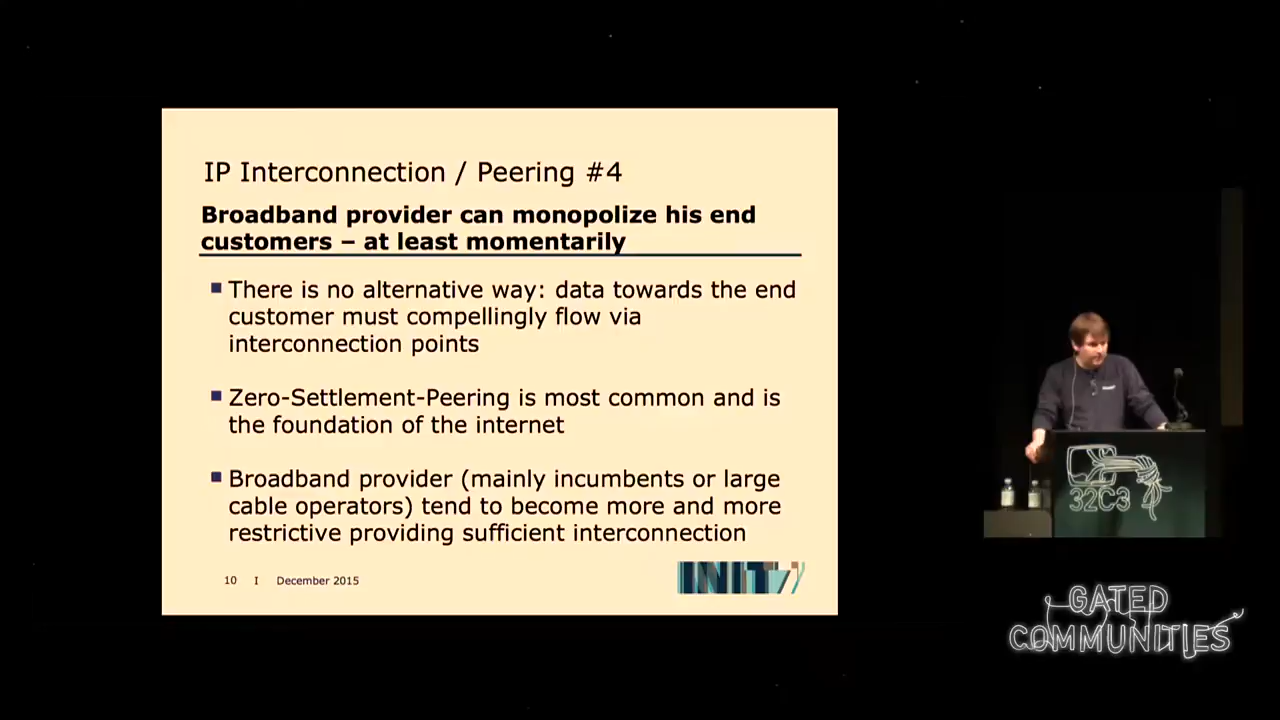 IP Interconnection / Peering #4
Broadband provider can monopolize his end
customers – at least momentarily
There is no alternative way: data towards the end
customer must compellingly flow via
interconnection points
Zero-Settlement-Peering is most common and is
the foundation of the internet
Broadband provider (mainly incumbents or large
cable operators) tend to become more and more
restrictive providing sufficient interconnection
10 I December 2015
INIT7
32C3
GATED
COMMUNITIES